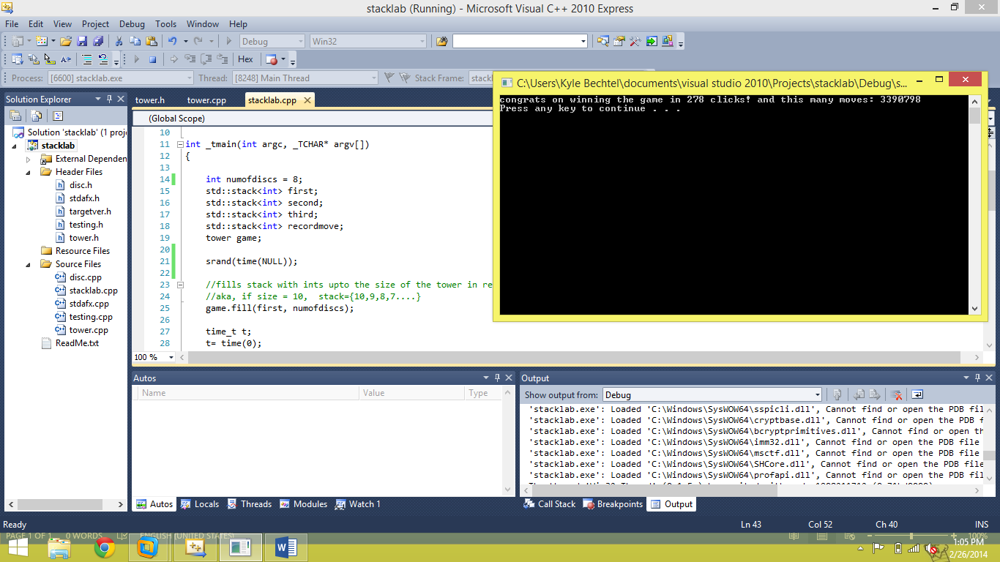 stacklab (Running) - Microsoft Visual C++ 2010 Express
File Edit View Project Debug Tools Window Help
Debug Win32
Hex
Process: [6600] stacklab.exe Thread: [8248] Main Thread Stack Frame: stackl
Solution Explorer
Solution 'stacklab' (1 proj
stacklab
External Dependen
Header Files
disc.h
stdafx.h
targetver.h
testing.h
tower.h
Resource Files
Source Files
disc.cpp
stacklab.cpp
stdafx.cpp
testing.cpp
tower.cpp
ReadMe.txt
tower.h tower.cpp stacklab.cpp
(Global Scope)
10
11 int _tmain(int argc, _TCHAR* argv[])
12 {
13
14 int numofdiscs = 8;
15 std::stack<int> first;
16 std::stack<int> second;
17 std::stack<int> third;
18 std::stack<int> recordmove;
19 tower game;
20
21 srand(time(NULL));
22
23 //fills stack with ints upto the size of the tower in re
24 //aka, if size = 10, stack={10,9,8,7....}
25 game.fill(first, numofdiscs);
26
27 time_t t;
28 t= time(0);
100 %
C:\Users\Kyle Bechtel\documents\visual studio 2010\Projects\stacklab\Debug\s...
congrats on winning the game in 278 clicks! and this many moves: 3390798
Press any key to continue . . .
Autos
Name Value Type
Autos Locals Threads Modules Watch 1
Output
Show output from: Debug
'stacklab.exe': Loaded 'C:\Windows\SysWOW64\sspicli.dll', Cannot find or open the PDB fil
'stacklab.exe': Loaded 'C:\Windows\SysWOW64\cryptbase.dll', Cannot find or open the PDB f
'stacklab.exe': Loaded 'C:\Windows\SysWOW64\bcryptprimitives.dll', Cannot find or open th
'stacklab.exe': Loaded 'C:\Windows\SysWOW64\imm32.dll', Cannot find or open the PDB file
'stacklab.exe': Loaded 'C:\Windows\SysWOW64\msctf.dll', Cannot find or open the PDB file
'stacklab.exe': Loaded 'C:\Windows\SysWOW64\SHCore.dll', Cannot find or open the PDB file
'stacklab.exe': Loaded 'C:\Windows\SysWOW64\profapi.dll', Cannot find or open the PDB fil
Call Stack Breakpoints Output
Ready Ln 43 Col 52 Ch 40 INS
PAGE 1 OF 1 0 WORDS ENGLISH (UNITED STATES) 100%
1:05 PM
2/26/2014